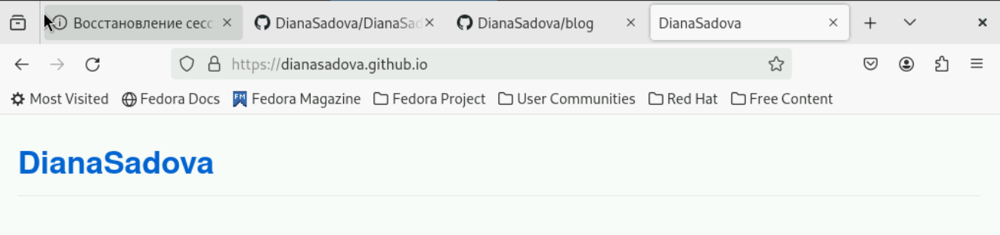 Восстановление сесс DianaSadova/DianaSad DianaSadova/blog DianaSadova
https://dianasadova.github.io
Most Visited Fedora Docs FM Fedora Magazine Fedora Project User Communities Red Hat Free Content
DianaSadova